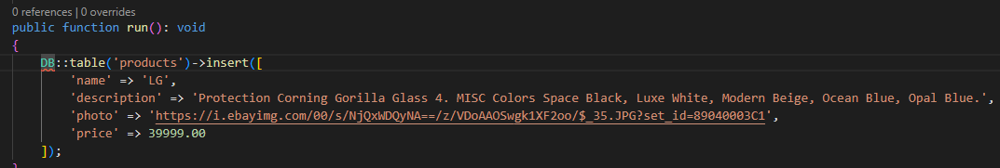 0 references | 0 overrides
public function run(): void
{
DB::table('products')->insert([
'name' => 'LG',
'description' => 'Protection Corning Gorilla Glass 4. MISC Colors Space Black, Luxe White, Modern Beige, Ocean Blue, Opal Blue.',
'photo' => 'https://i.ebayimg.com/00/s/NjQxWDQyNA==/z/VDoAAOSwgk1XF2oo/$_35.JPG?set_id=89040003C1',
'price' => 39999.00
]);
}